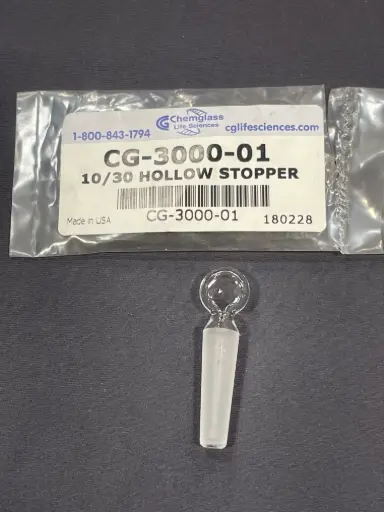 CG Chemglass
Life Sciences
1-800-843-1794 cglifesciences.com
CG-3000-01
10/30 HOLLOW STOPPER
Made in USA CG-3000-01 180228